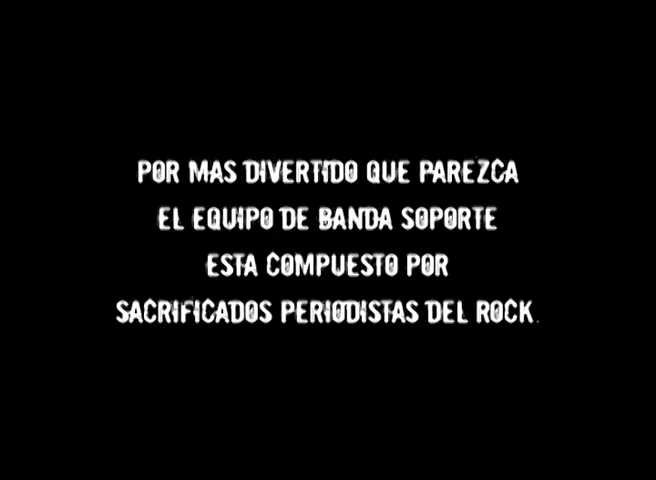 POR MAS DIVERTIDO QUE PAREZCA
EL EQUIPO DE BANDA SOPORTE
ESTA COMPUESTO POR
SACRIFICADOS PERIODISTAS DEL ROCK.